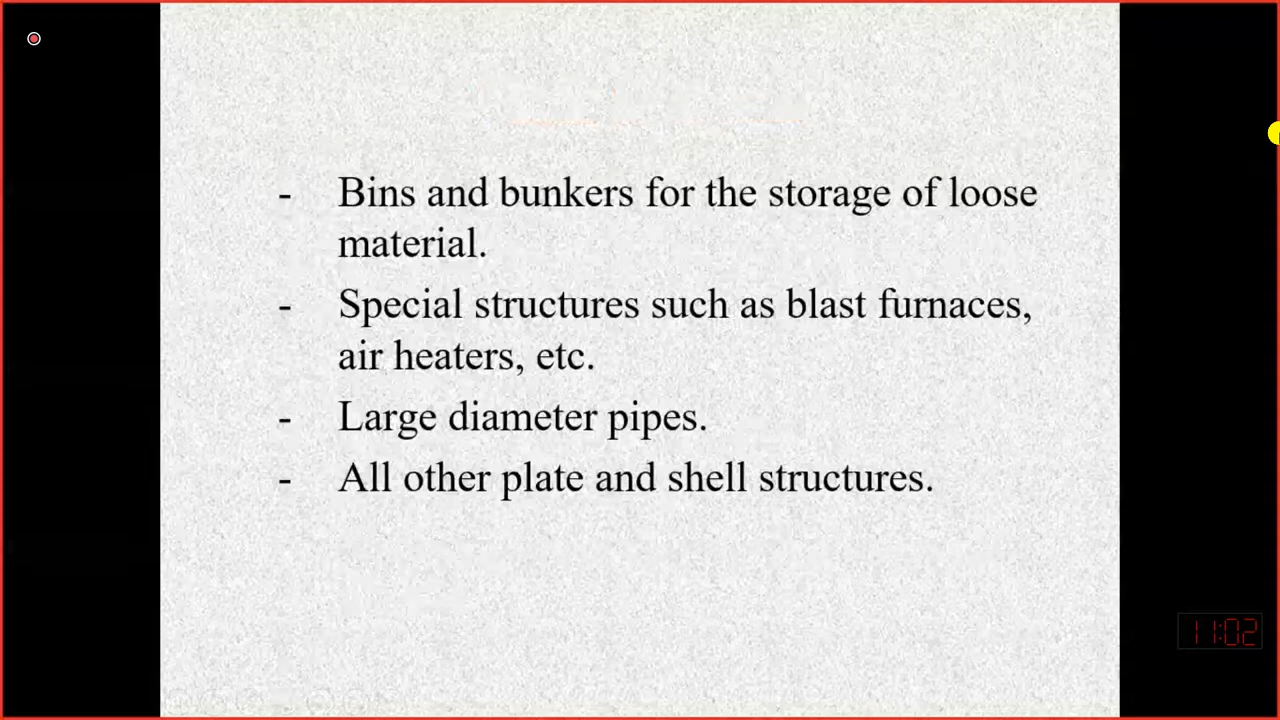 - Bins and bunkers for the storage of loose
material.
- Special structures such as blast furnaces,
air heaters, etc.
- Large diameter pipes.
- All other plate and shell structures.
11:02